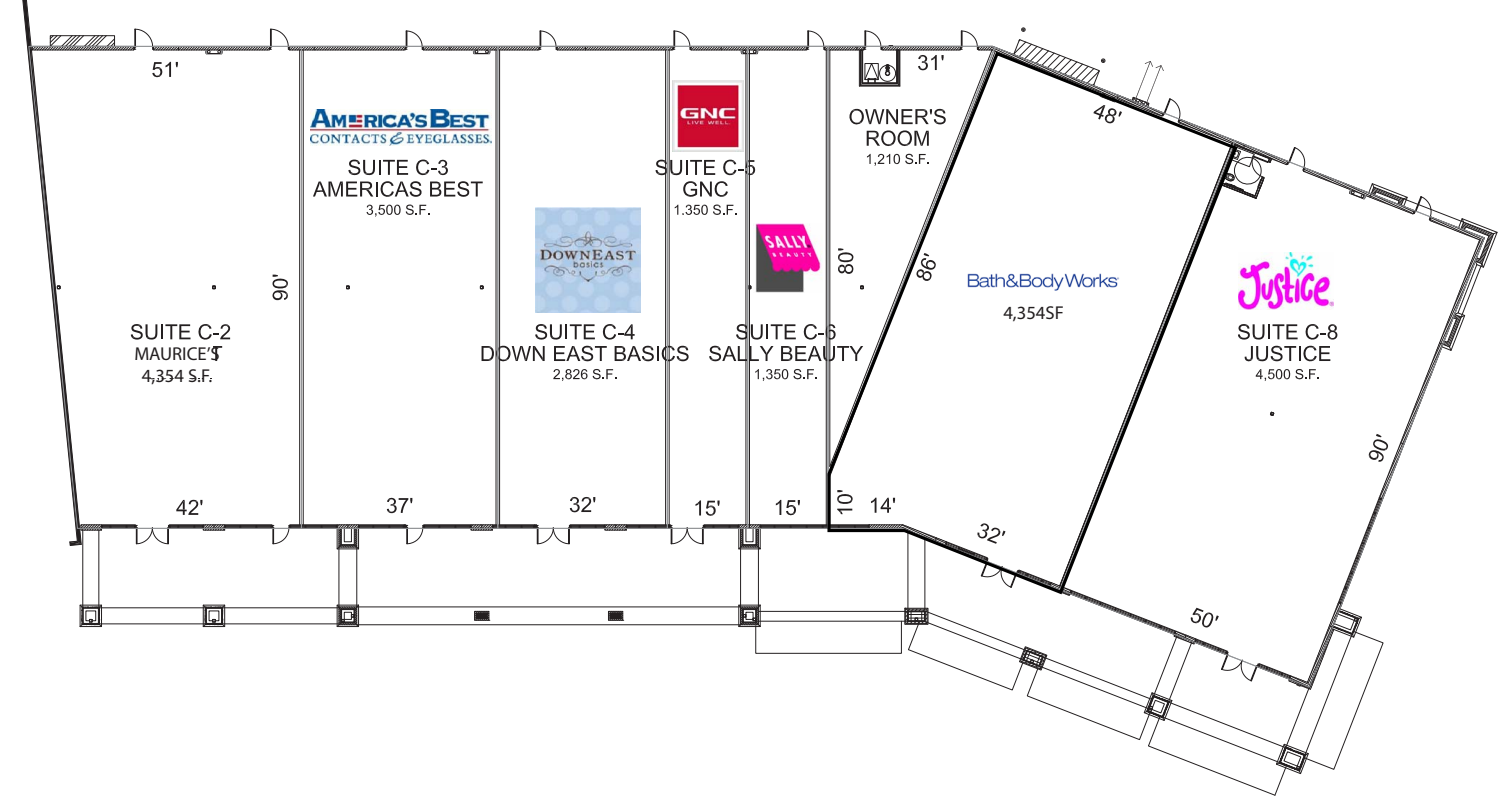 51'
AMERICA'S BEST
CONTACTS & EYEGLASSES.
SUITE C-3
AMERICAS BEST
3,500 S.F.
GNC
LIVE WELL.
SUITE C-5
GNC
1.350 S.F.
31'
OWNER'S
ROOM
1,210 S.F.
48'
DOWNEAST
basics
SALLY
BEAUTY
80'
86'
90'
Bath&BodyWorks
4,354SF
Justice
SUITE C-2
MAURICE'S
4,354 S.F.
SUITE C-4
DOWN EAST BASICS
2,826 S.F.
SUITE C-6
SALLY BEAUTY
1,350 S.F.
SUITE C-8
JUSTICE
4,500 S.F.
90'
42'
37'
32'
15'
15'
10'
14'
32'
50'